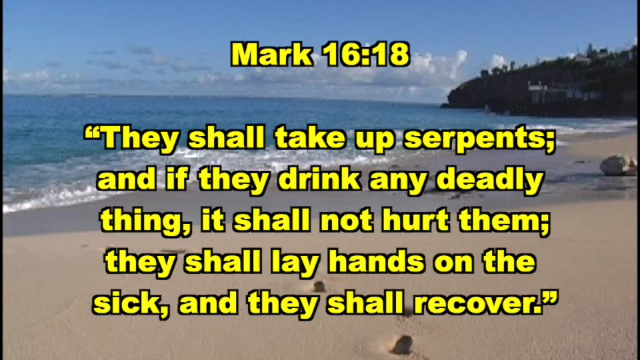 Mark 16:18
“They shall take up serpents;
and if they drink any deadly
thing, it shall not hurt them;
they shall lay hands on the
sick, and they shall recover.”